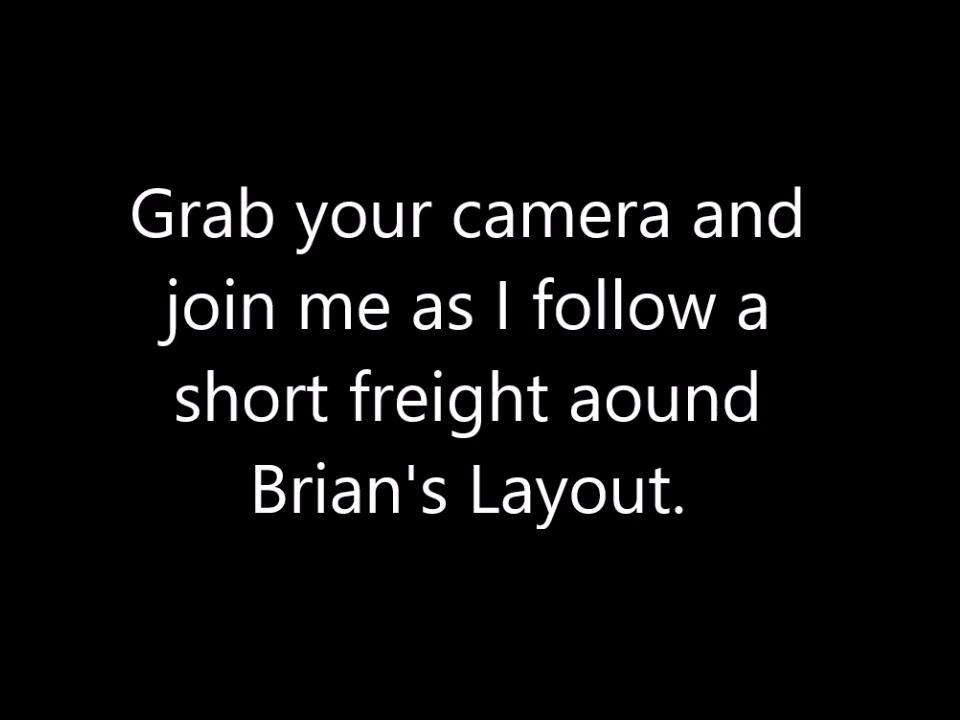 Grab your camera and
join me as I follow a
short freight aound
Brian's Layout.